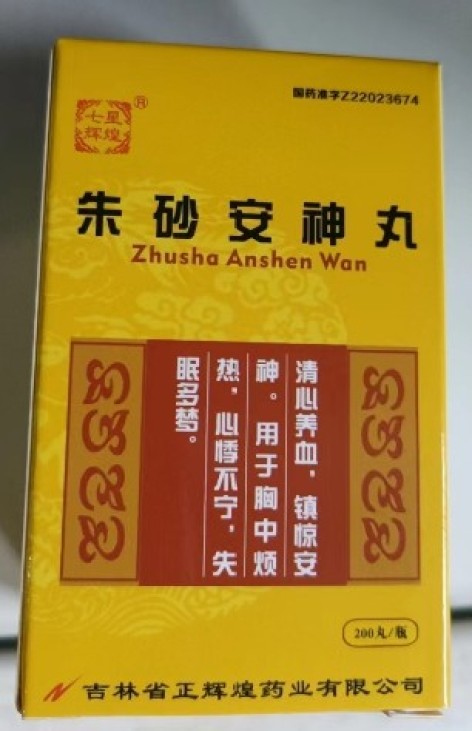 国药准字Z22023674
七星
辉煌
®
朱砂安神丸
Zhusha Anshen Wan
清心养血，镇惊安
神。用于胸中烦
热，心悸不宁，失
眠多梦。
200丸/瓶
吉林省正辉煌药业有限公司